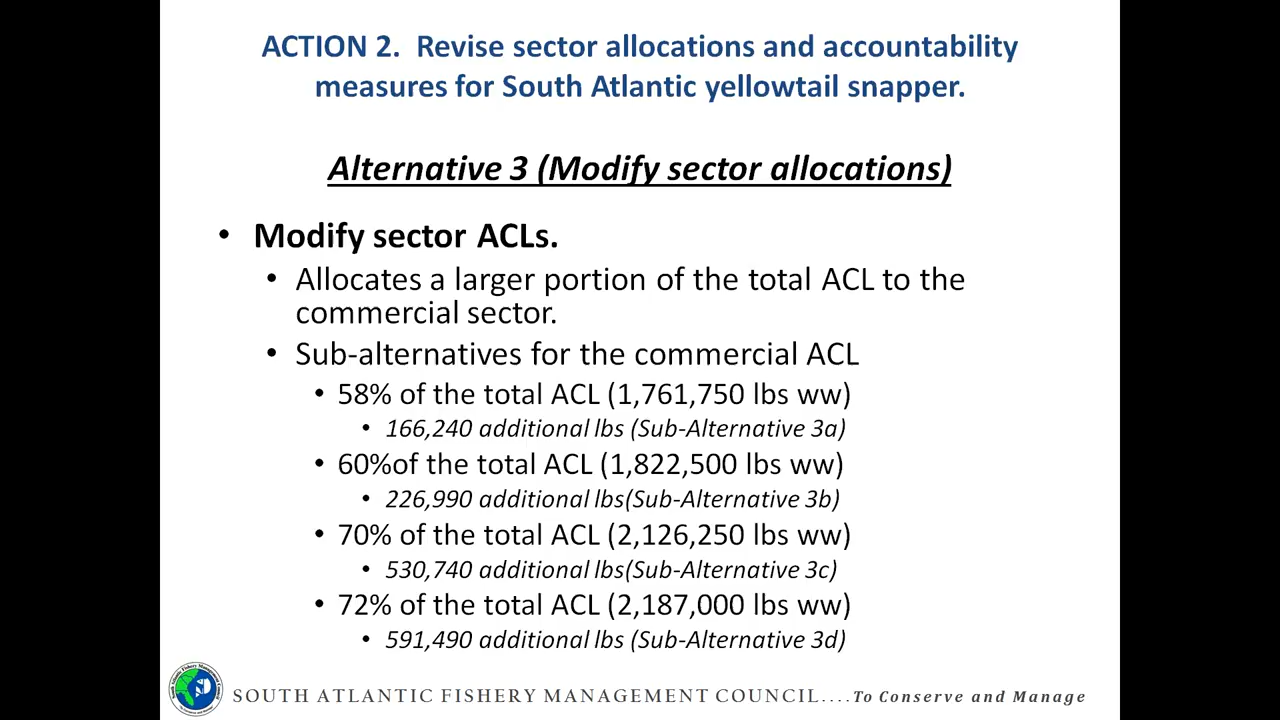 ACTION 2.  Revise sector allocations and accountability
measures for South Atlantic yellowtail snapper.
Alternative 3 (Modify sector allocations)
• Modify sector ACLs.
• Allocates a larger portion of the total ACL to the
commercial sector.
• Sub-alternatives for the commercial ACL
• 58% of the total ACL (1,761,750 lbs ww)
• 166,240 additional lbs (Sub-Alternative 3a)
• 60%of the total ACL (1,822,500 lbs ww)
• 226,990 additional lbs(Sub-Alternative 3b)
• 70% of the total ACL (2,126,250 lbs ww)
• 530,740 additional lbs(Sub-Alternative 3c)
• 72% of the total ACL (2,187,000 lbs ww)
• 591,490 additional lbs (Sub-Alternative 3d)
SOUTH ATLANTIC FISHERY MANAGEMENT COUNCIL....To Conserve and Manage